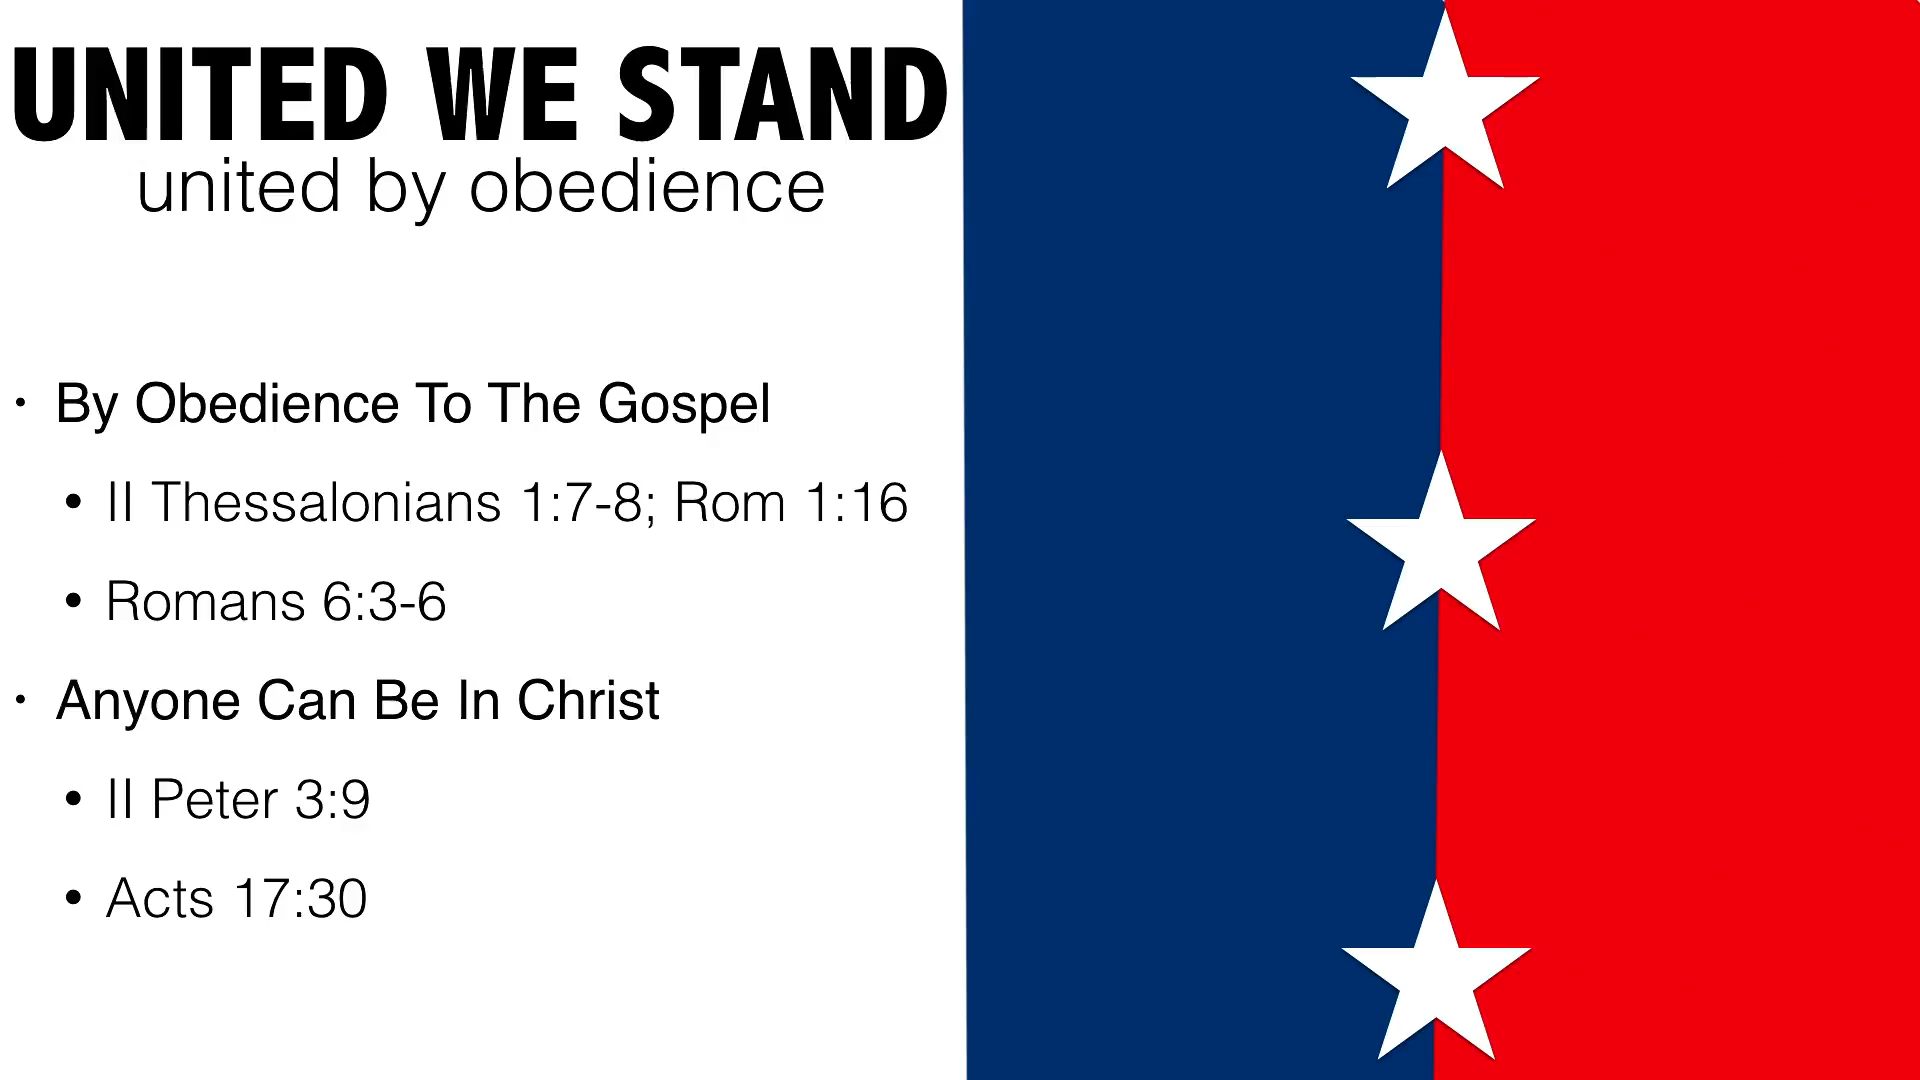 UNITED WE STAND
united by obedience
· By Obedience To The Gospel
• II Thessalonians 1:7-8; Rom 1:16
• Romans 6:3-6
· Anyone Can Be In Christ
• II Peter 3:9
• Acts 17:30